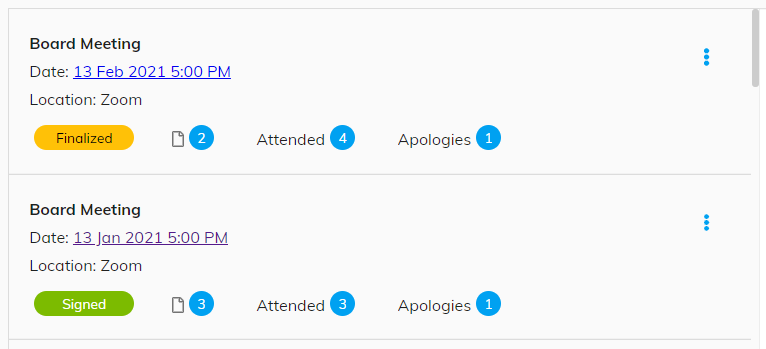 Board Meeting
Date: 13 Feb 2021 5:00 PM
Location: Zoom
Finalized 2 Attended 4 Apologies 1
Board Meeting
Date: 13 Jan 2021 5:00 PM
Location: Zoom
Signed 3 Attended 3 Apologies 1